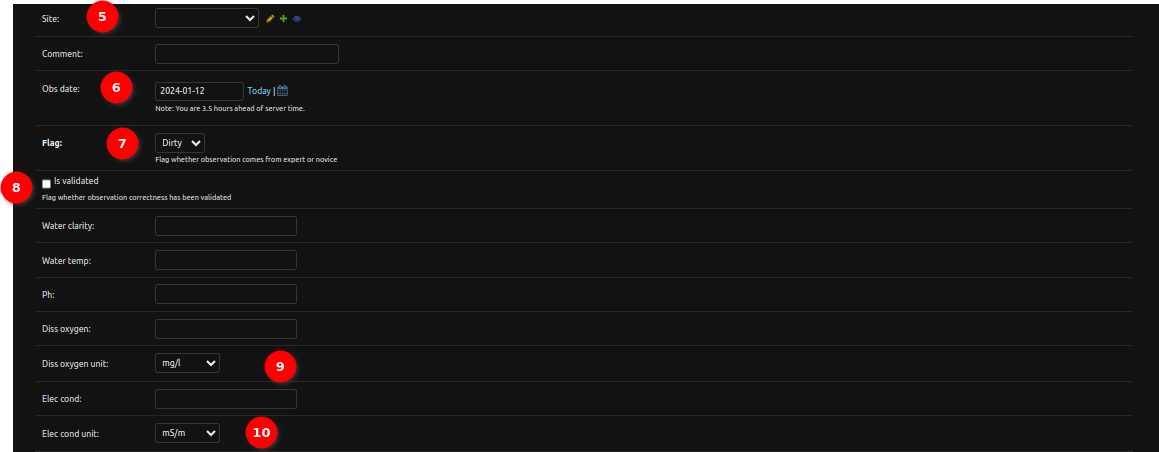 Site: 5
Comment:
Obs date: 6 2024-01-12 Today |
Note: You are 3.5 hours ahead of server time.
Flag: 7 Dirty
Flag whether observation comes from expert or novice
8 Is validated
Flag whether observation correctness has been validated
Water clarity:
Water temp:
Ph:
Diss oxygen:
Diss oxygen unit: mg/l 9
Elec cond:
Elec cond unit: mS/m 10